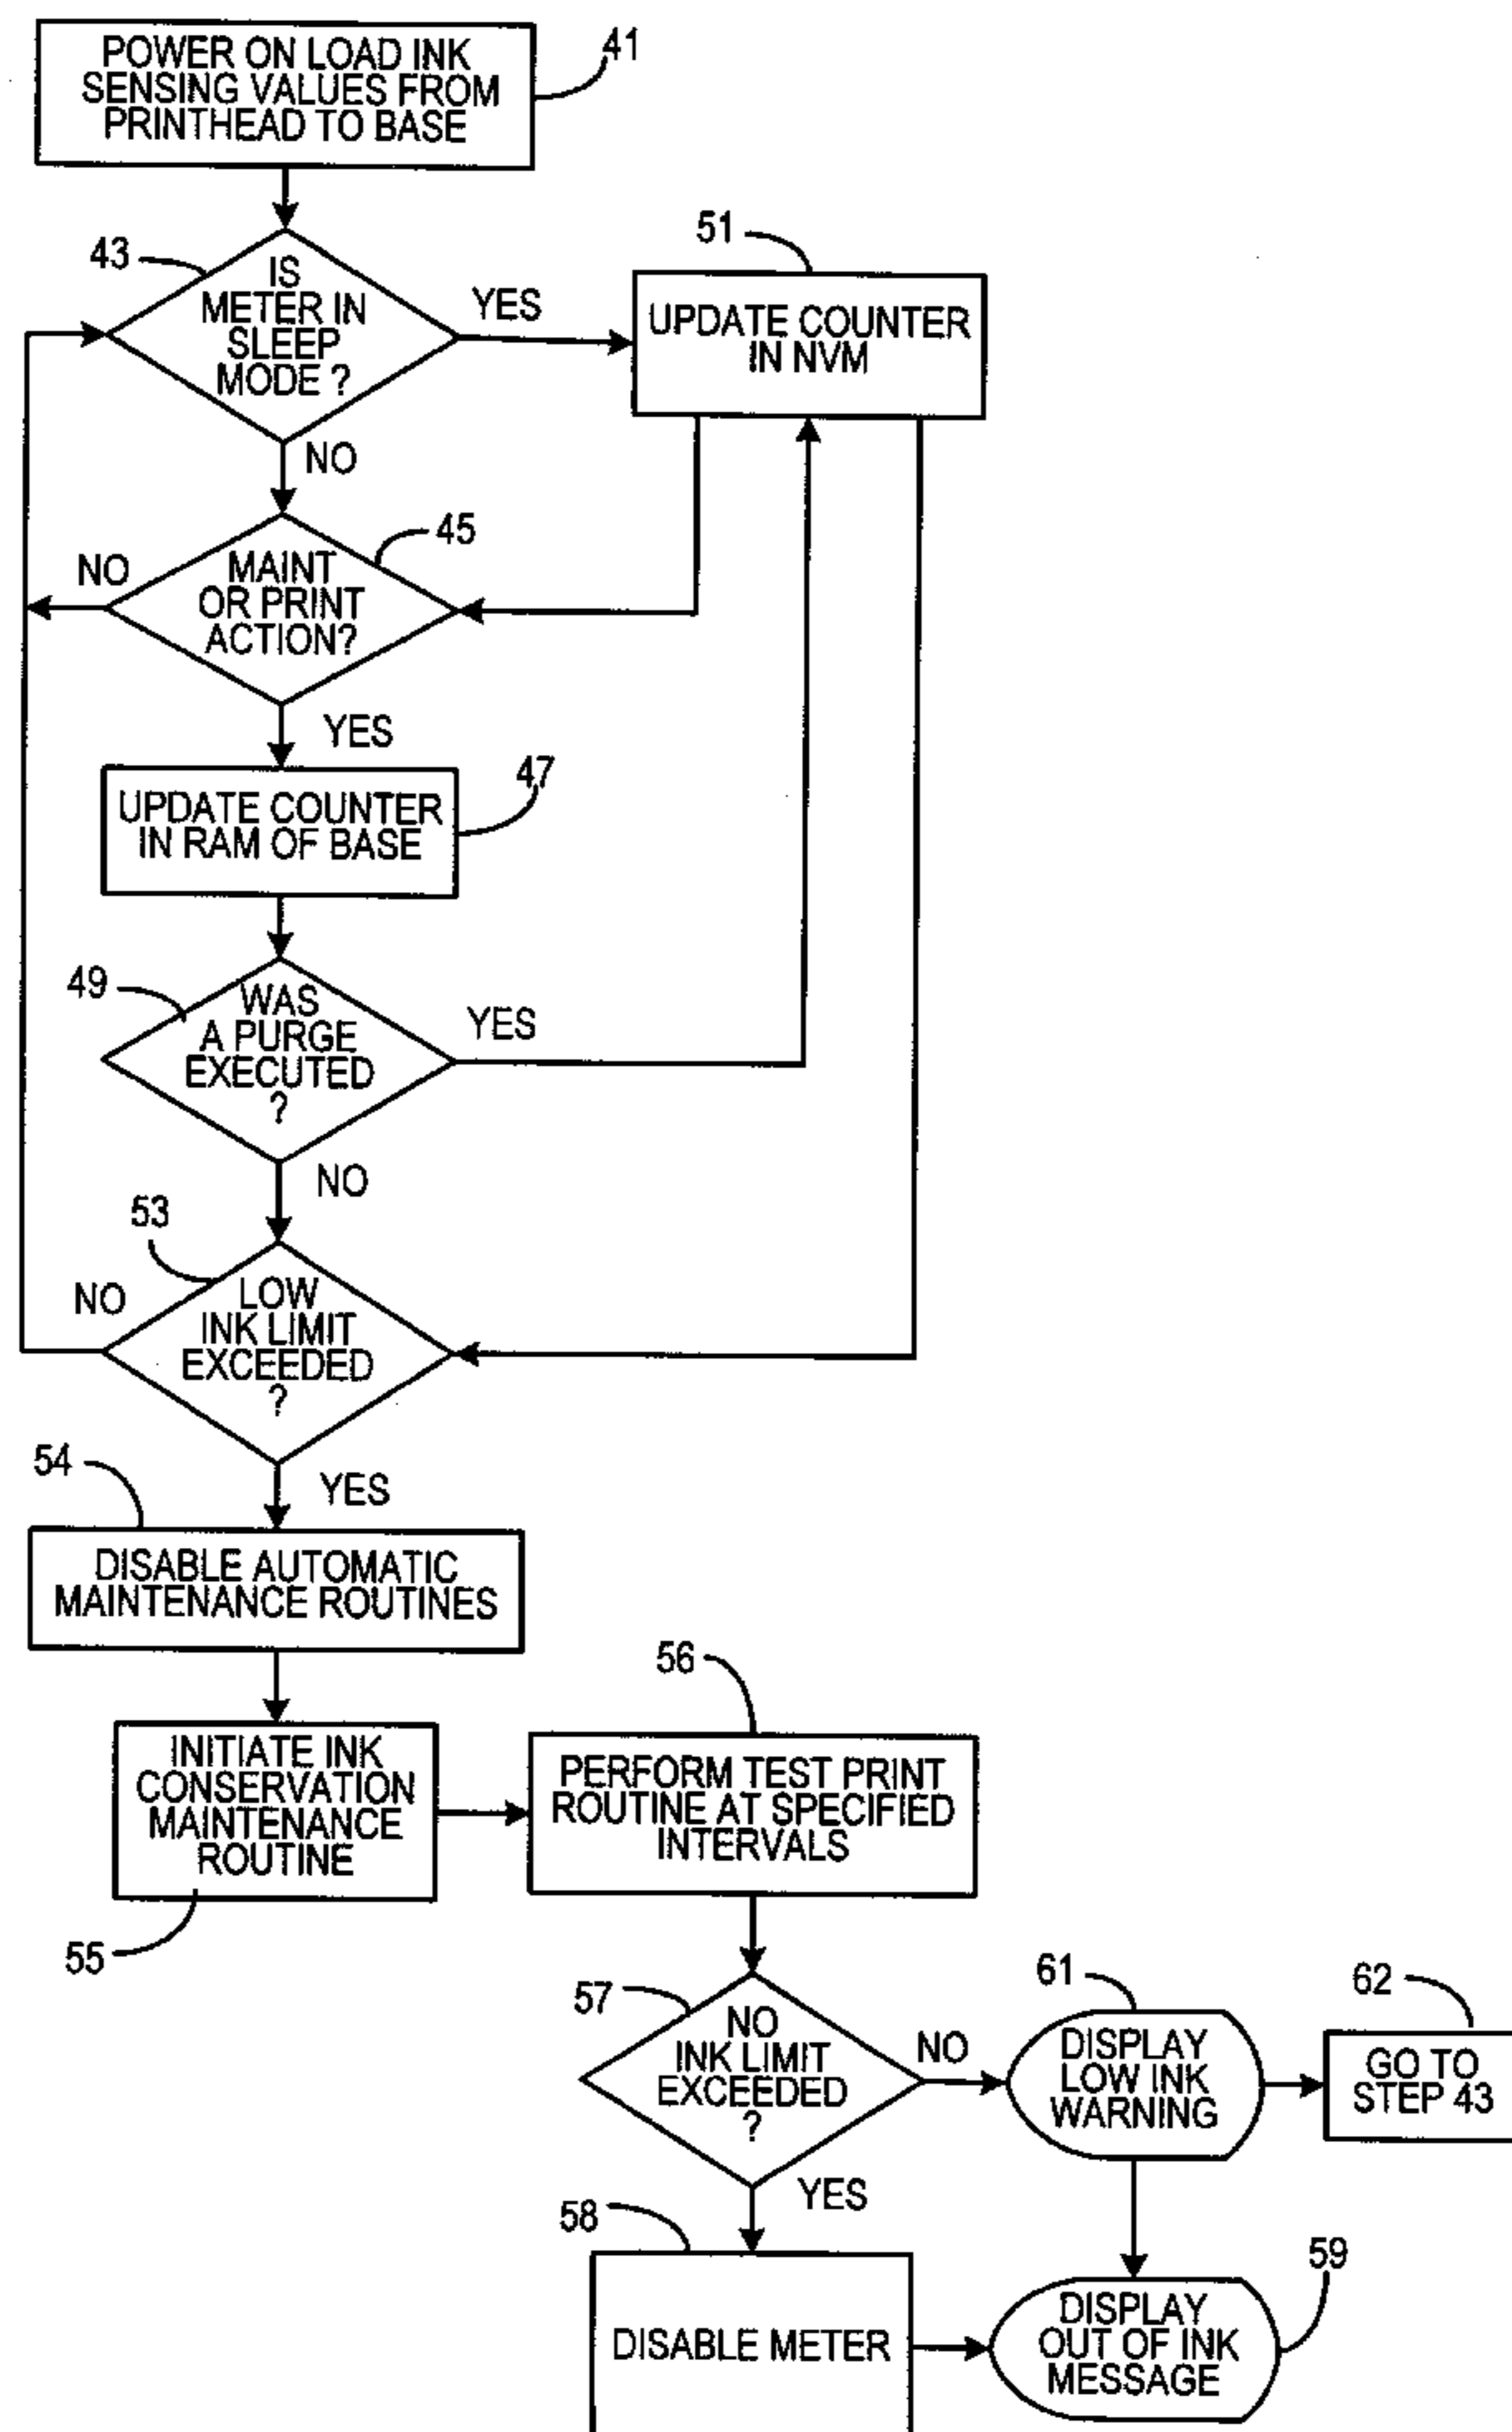 POWER ON LOAD INK
SENSING VALUES FROM
PRINTHEAD TO BASE
41
43
IS
METER IN
SLEEP
MODE ?
YES
NO
51
UPDATE COUNTER
IN NVM
45
NO
MAINT
OR PRINT
ACTION?
YES
47
UPDATE COUNTER
IN RAM OF BASE
49
WAS
A PURGE
EXECUTED
?
YES
NO
53
NO
LOW
INK LIMIT
EXCEEDED
?
YES
54
DISABLE AUTOMATIC
MAINTENANCE ROUTINES
INITIATE INK
CONSERVATION
MAINTENANCE
ROUTINE
55
56
PERFORM TEST PRINT
ROUTINE AT SPECIFIED
INTERVALS
57
NO
INK LIMIT
EXCEEDED
?
NO
YES
61
DISPLAY
LOW INK
WARNING
62
GO TO
STEP 43
58
DISABLE METER
59
DISPLAY
OUT OF INK
MESSAGE